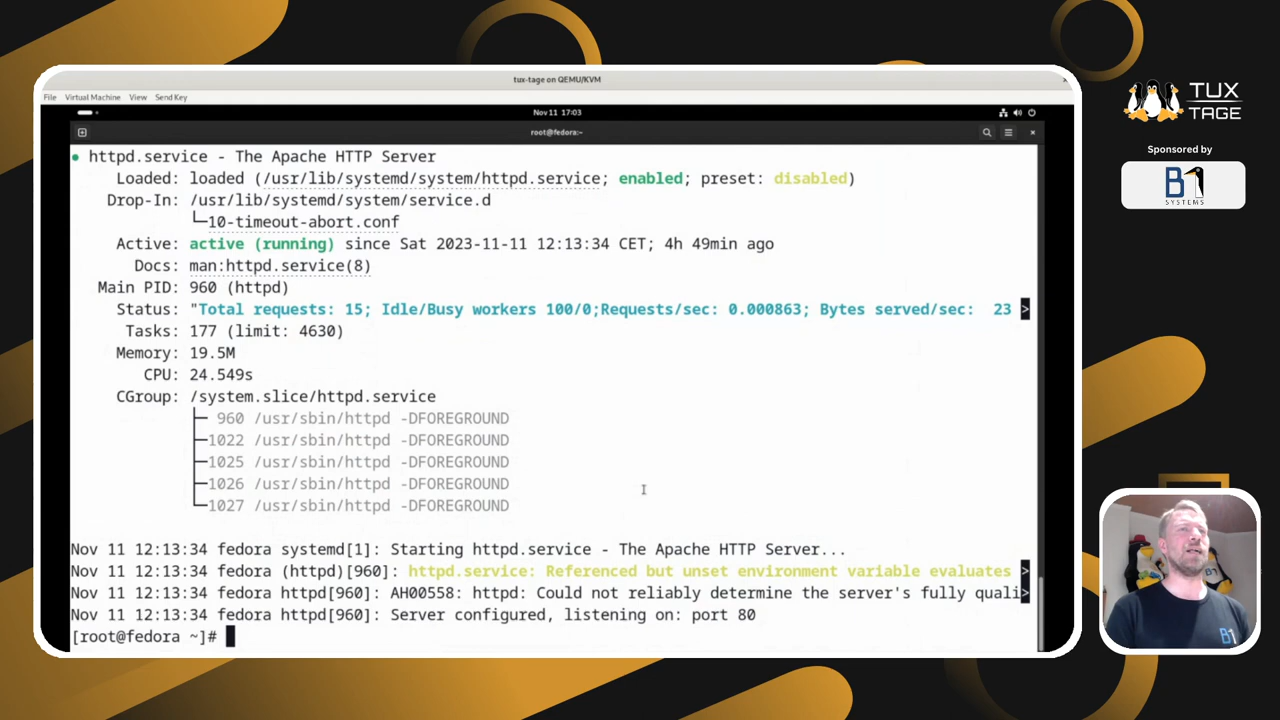 tux-tage on QEMU/KVM
File Virtual Machine View Send Key
Nov 11 17:03
root@fedora:~
● httpd.service - The Apache HTTP Server
Loaded: loaded (/usr/lib/systemd/system/httpd.service; enabled; preset: disabled)
Drop-In: /usr/lib/systemd/system/service.d
└─10-timeout-abort.conf
Active: active (running) since Sat 2023-11-11 12:13:34 CET; 4h 49min ago
Docs: man:httpd.service(8)
Main PID: 960 (httpd)
Status: "Total requests: 15; Idle/Busy workers 100/0;Requests/sec: 0.000863; Bytes served/sec:  23 >
Tasks: 177 (limit: 4630)
Memory: 19.5M
CPU: 24.549s
CGroup: /system.slice/httpd.service
├─ 960 /usr/sbin/httpd -DFOREGROUND
├─1022 /usr/sbin/httpd -DFOREGROUND
├─1025 /usr/sbin/httpd -DFOREGROUND
├─1026 /usr/sbin/httpd -DFOREGROUND
└─1027 /usr/sbin/httpd -DFOREGROUND
Nov 11 12:13:34 fedora systemd[1]: Starting httpd.service - The Apache HTTP Server...
Nov 11 12:13:34 fedora (httpd)[960]: httpd.service: Referenced but unset environment variable evaluates >
Nov 11 12:13:34 fedora httpd[960]: AH00558: httpd: Could not reliably determine the server's fully quali>
Nov 11 12:13:34 fedora httpd[960]: Server configured, listening on: port 80
[root@fedora ~]#
TUX
TAGE
Sponsored by
B1
SYSTEMS
B1